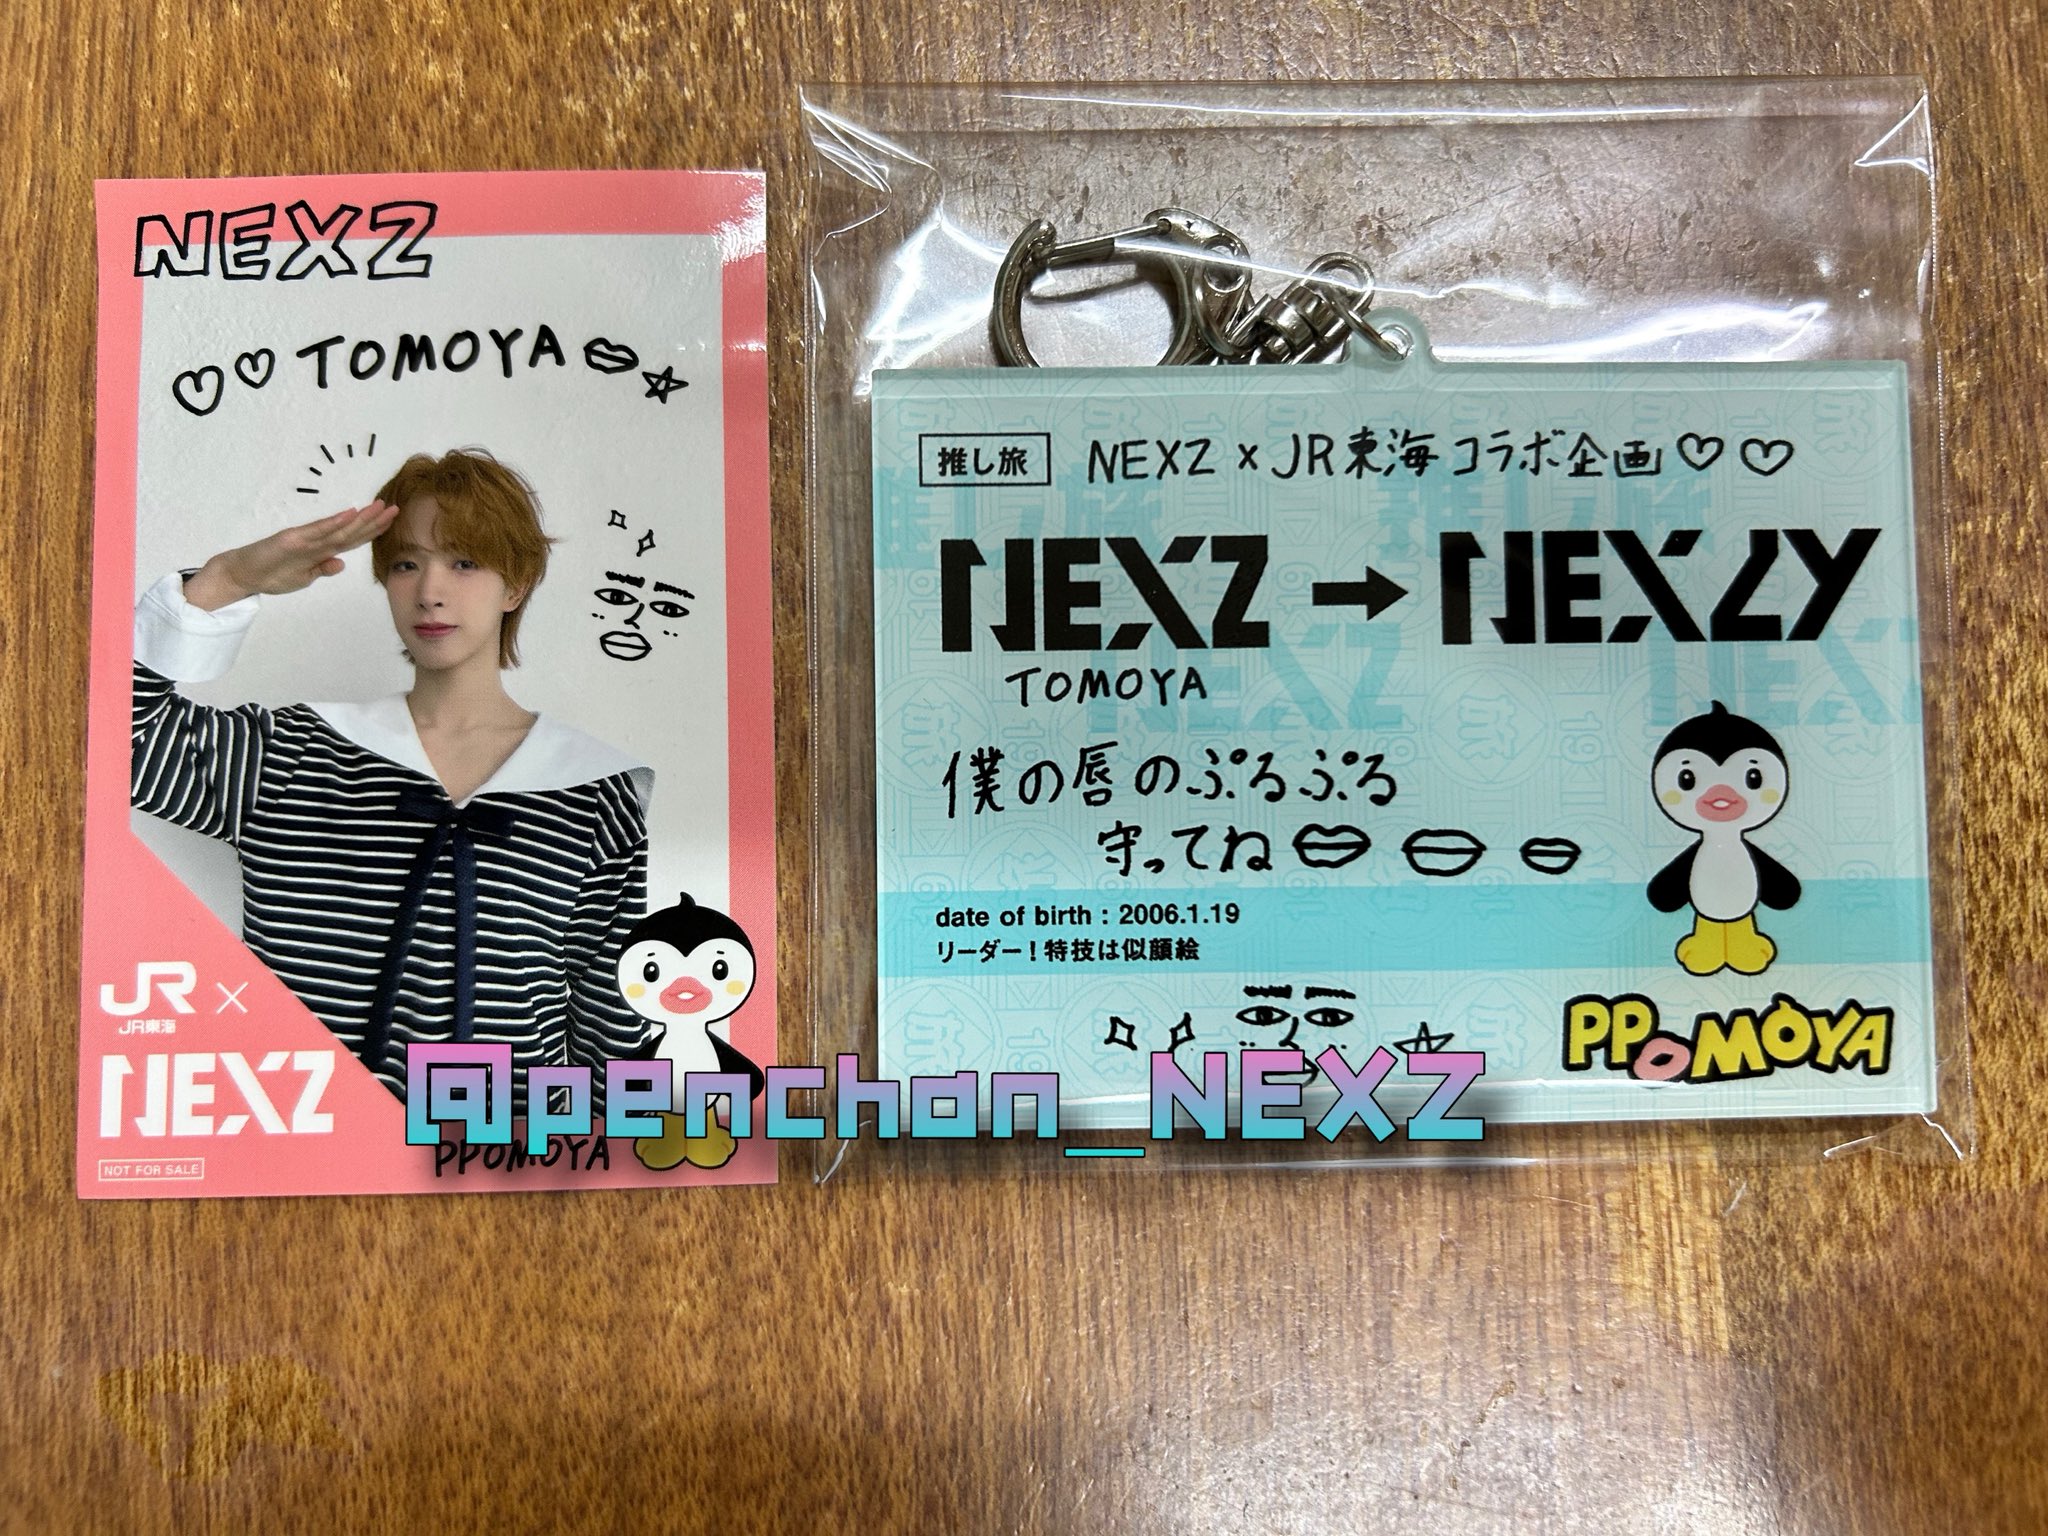 NEXZ
TOMOYA
JR ×
JR東海
NEXZ
NOT FOR SALE
PPOMOYA
推し旅 NEXZ × JR東海コラボ企画
NEXZ → NEXLY
TOMOYA
僕の唇のぷるぷる
守ってね
date of birth : 2006.1.19
リーダー!特技は似顔絵
PPOMOYA
@penchan_NEXZ